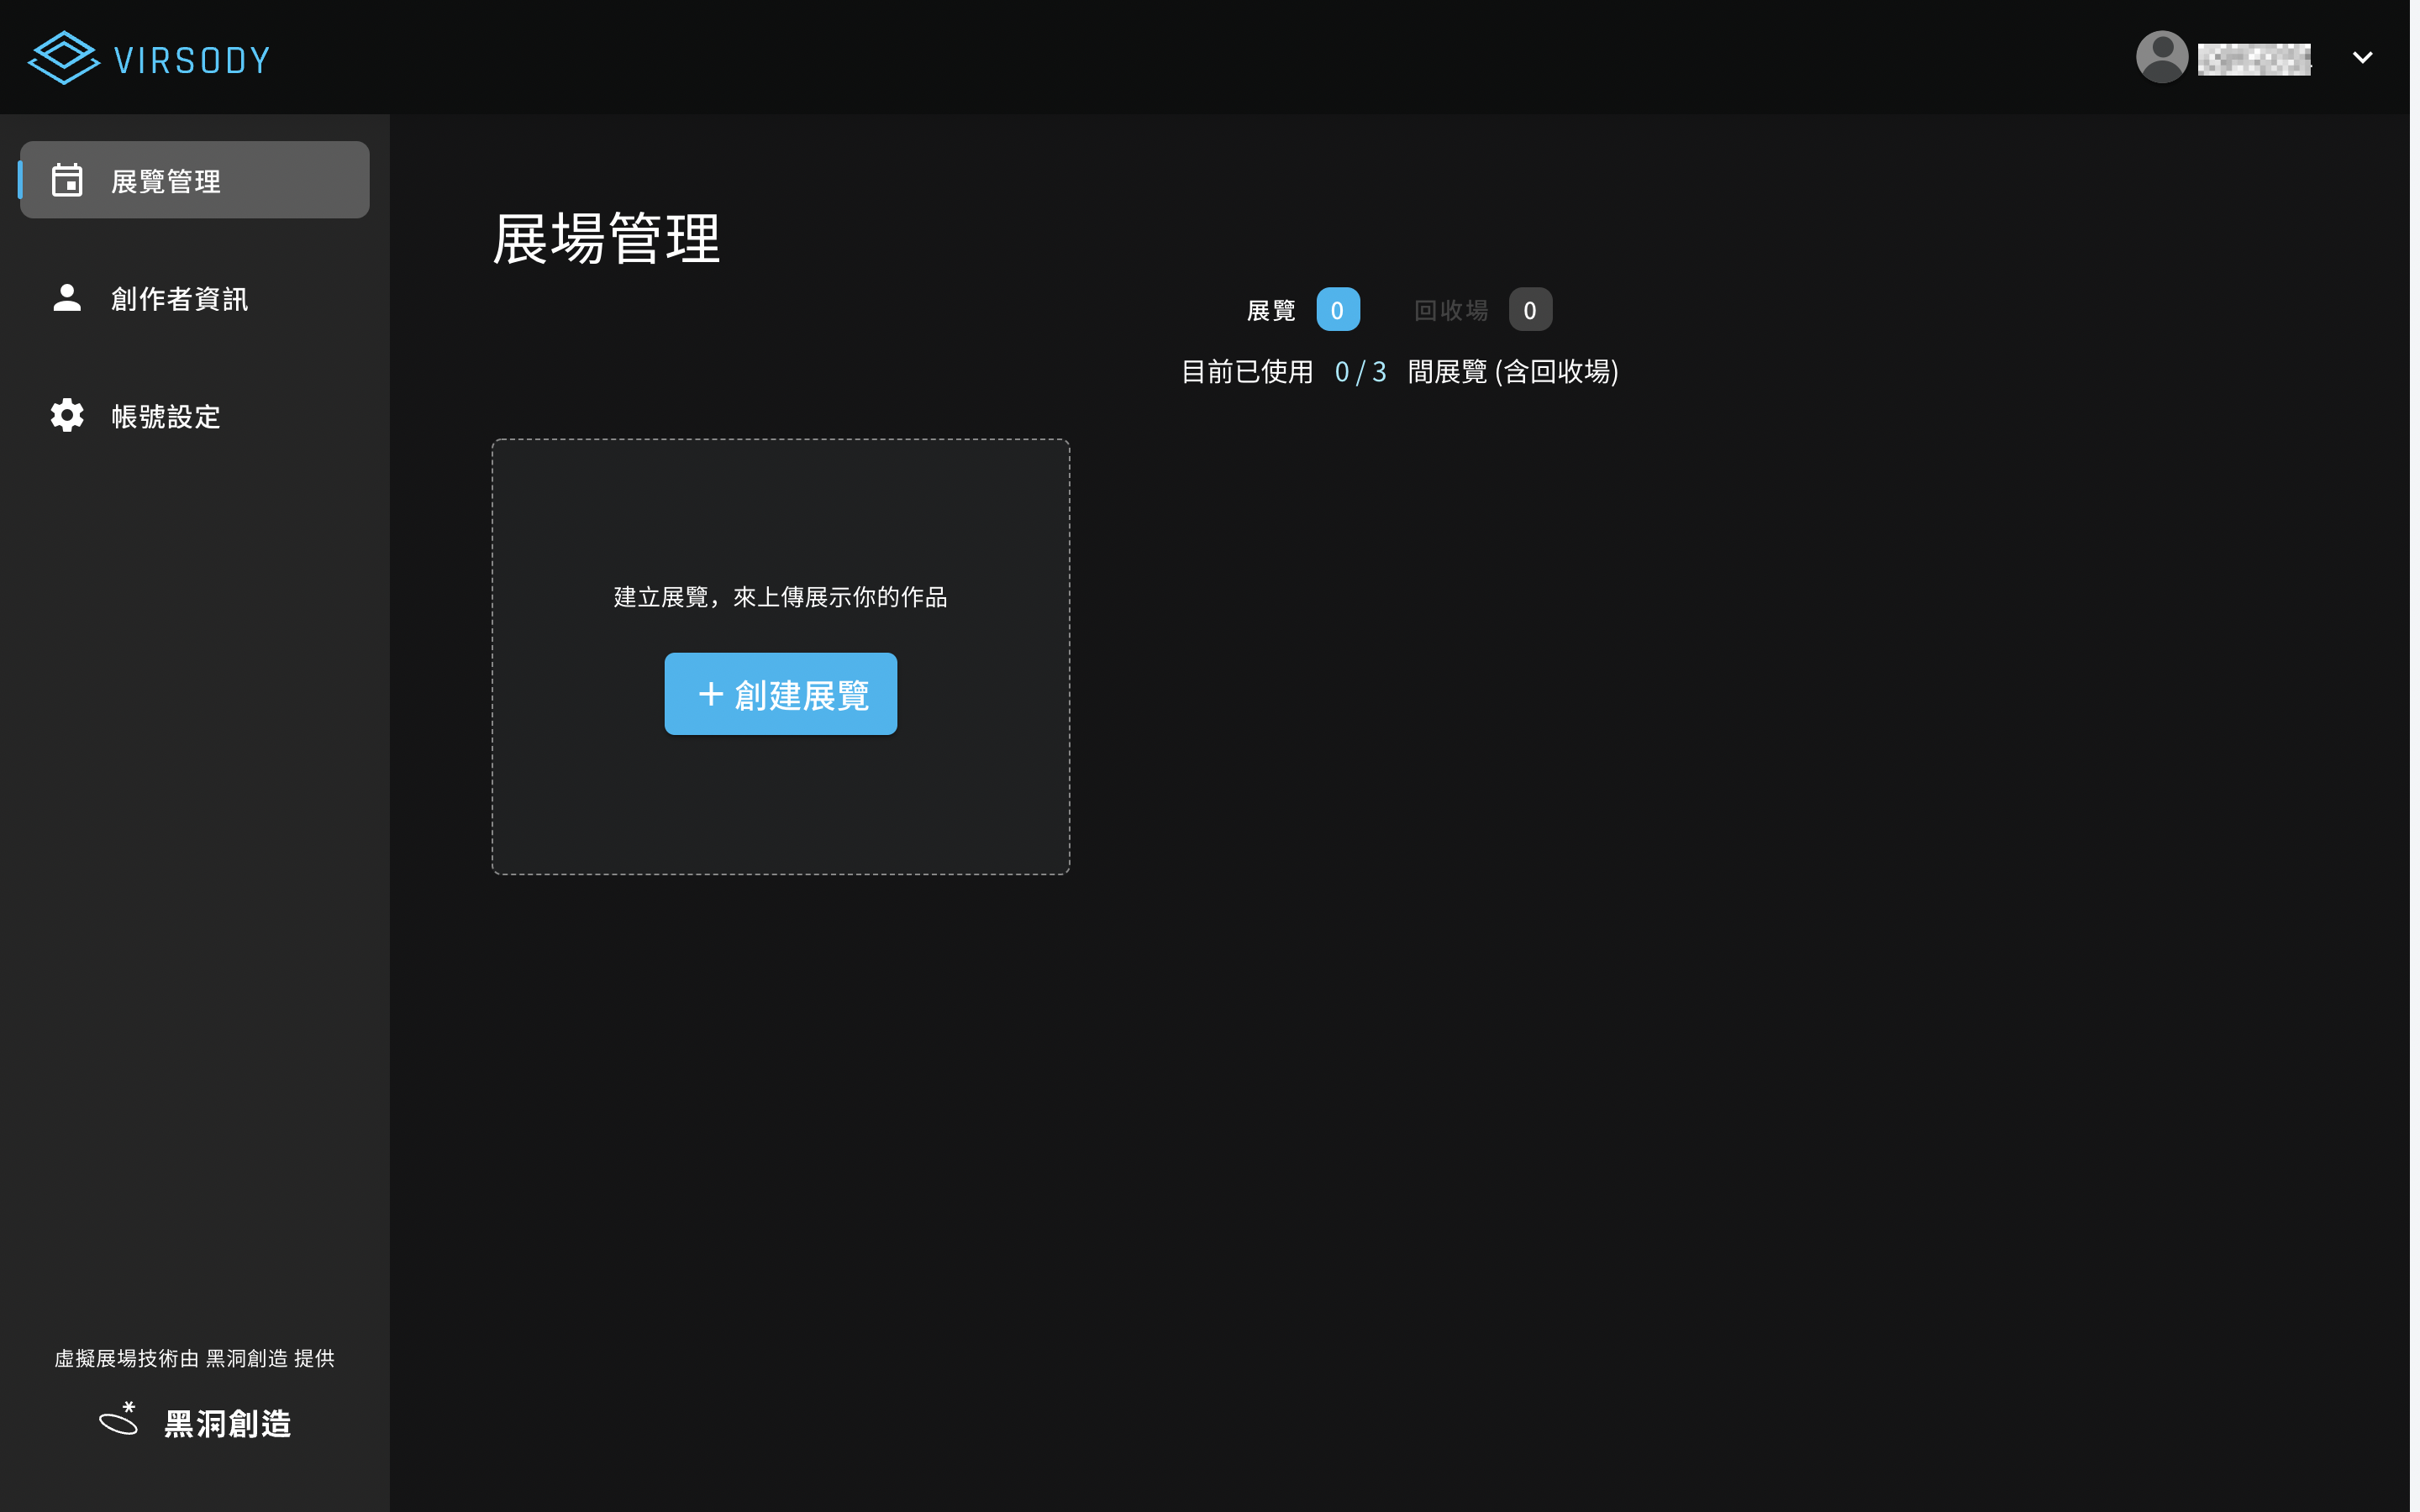 VIRSODY
展覽管理
創作者資訊
帳號設定
展場管理
展覽 0 回收場 0
目前已使用 0 / 3 間展覽 (含回收場)
建立展覽，來上傳展示你的作品
+ 創建展覽
虛擬展場技術由 黑洞創造 提供
黑洞創造